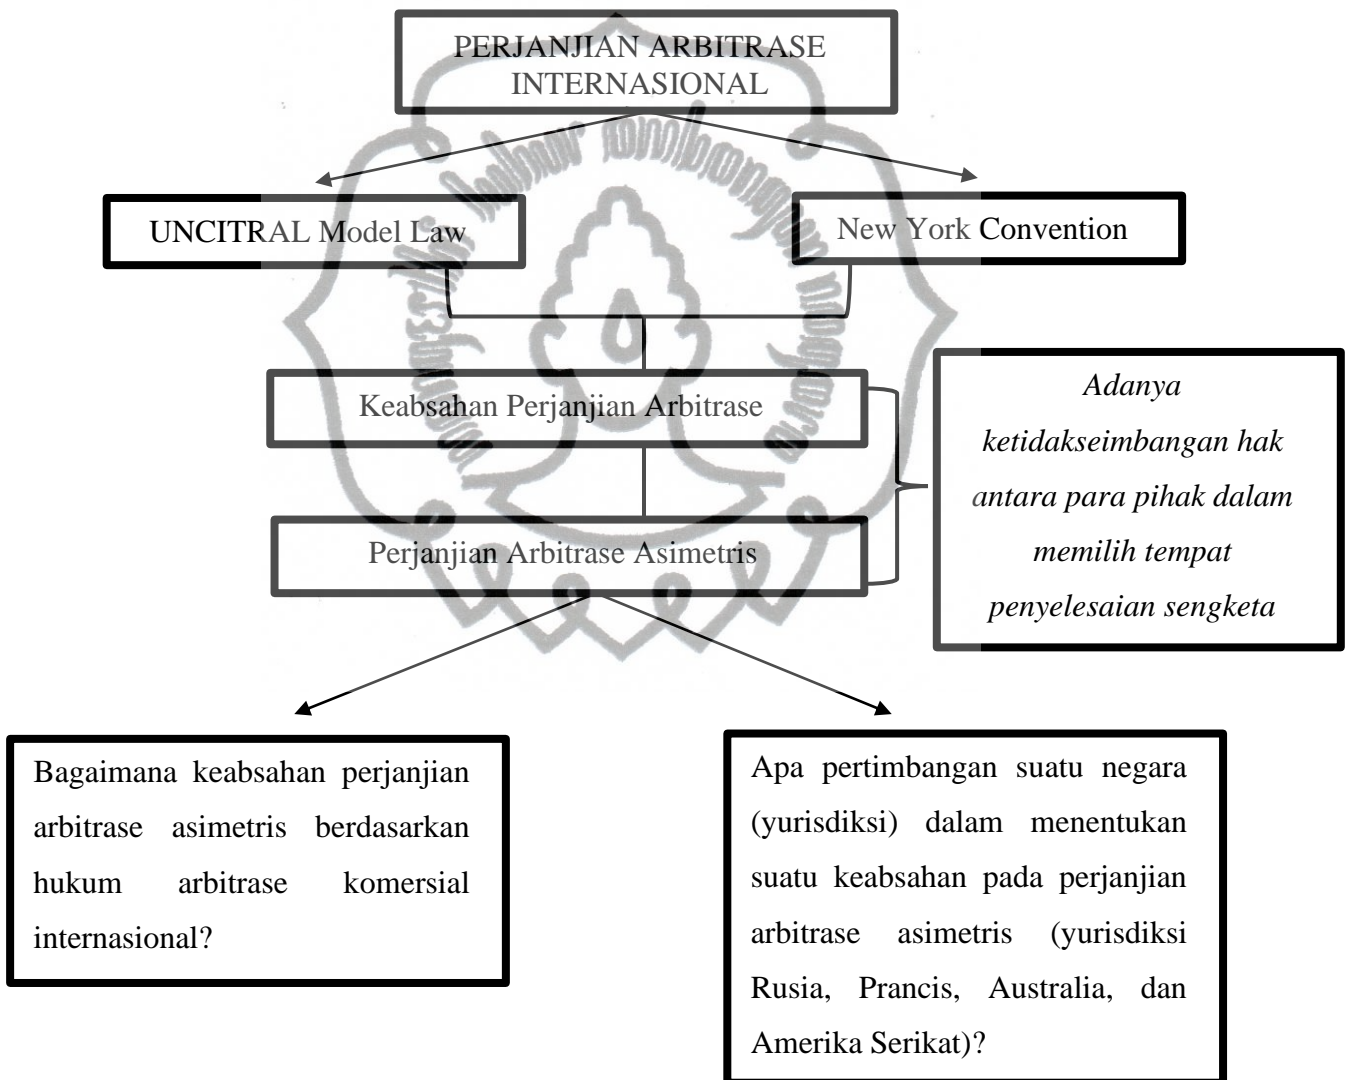 PERJANJIAN ARBITRASE
INTERNASIONAL
UNCITRAL Model Law
New York Convention
Keabsahan Perjanjian Arbitrase
Adanya
ketidakseimbangan hak
antara para pihak dalam
memilih tempat
penyelesaian sengketa
Perjanjian Arbitrase Asimetris
Bagaimana keabsahan perjanjian
arbitrase asimetris berdasarkan
hukum arbitrase komersial
internasional?
Apa pertimbangan suatu negara
(yurisdiksi) dalam menentukan
suatu keabsahan pada perjanjian
arbitrase asimetris (yurisdiksi
Rusia, Prancis, Australia, dan
Amerika Serikat)?